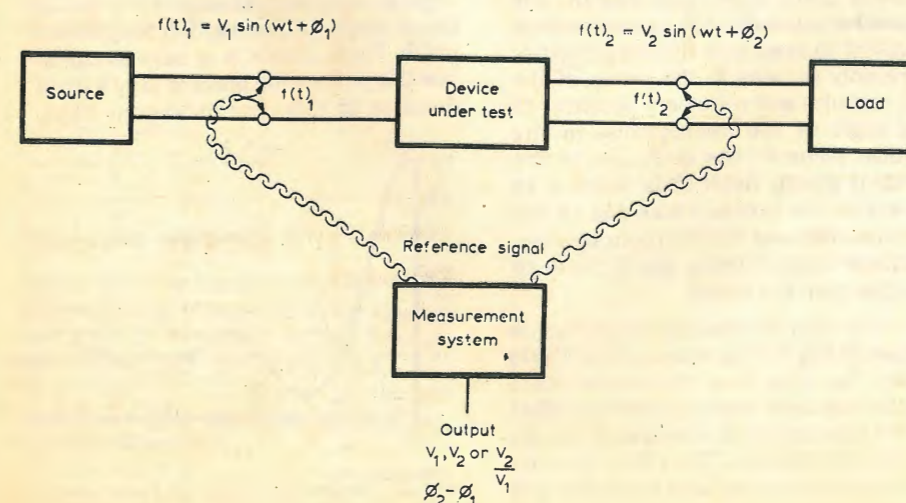 f(t)₁ = V₁ sin (wt + Ø₁)
f(t)₂ = V₂ sin (wt + Ø₂)
Source
f(t)₁
Device
under test
f(t)₂
Load
Reference signal
Measurement
system
Output
V₁, V₂ or V₂/V₁
Ø₂ - Ø₁